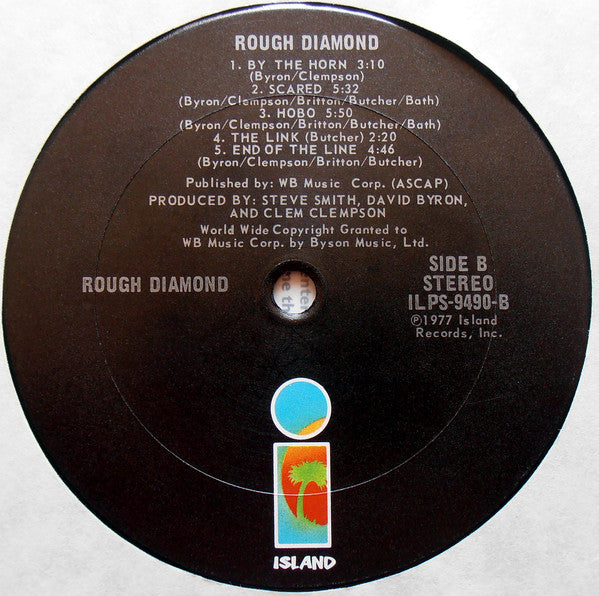 ROUGH DIAMOND
1. BY THE HORN 3:10
(Byron/Clempson)
2. SCARED 5:32
(Byron/Clempson/Britton/Butcher/Bath)
3. HOBO 5:50
(Byron/Clempson/Britton/Butcher/Bath)
4. THE LINK (Butcher) 2:20
5. END OF THE LINE 4:46
(Byron/Clempson/Britton/Butcher)
Published by: WB Music Corp. (ASCAP)
PRODUCED BY: STEVE SMITH, DAVID BYRON,
AND CLEM CLEMPSON
World Wide Copyright Granted to
WB Music Corp. by Byson Music, Ltd.
ROUGH DIAMOND
SIDE B
STEREO
ILPS-9490-B
℗1977 Island
Records, Inc.
ISLAND